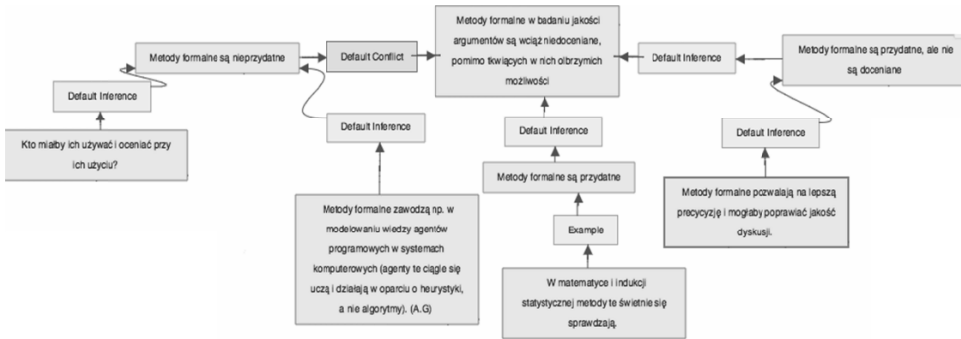 Metody formalne w badaniu jakości
argumentów są wciąż niedoceniane,
pomimo tkwiących w nich olbrzymich
możliwości
Metody formalne są nieprzydatne
Default Conflict
Default Inference
Metody formalne są przydatne, ale nie
są doceniane
Default Inference
Default Inference
Default Inference
Default Inference
Kto miałby ich używać i oceniać przy
ich użyciu?
Metody formalne są przydatne
Metody formalne pozwalają na lepszą
precycyzję i mogłaby poprawiać jakość
dyskusji.
Metody formalne zawodzą np. w
modelowaniu wiedzy agentów
programowych w systemach
komputerowych (agenty te ciągle się
uczą i działają w oparciu o heurystyki,
a nie algorytmy). (A.G)
Example
W matematyce i indukcji
statystycznej metody te świetnie się
sprawdzają.